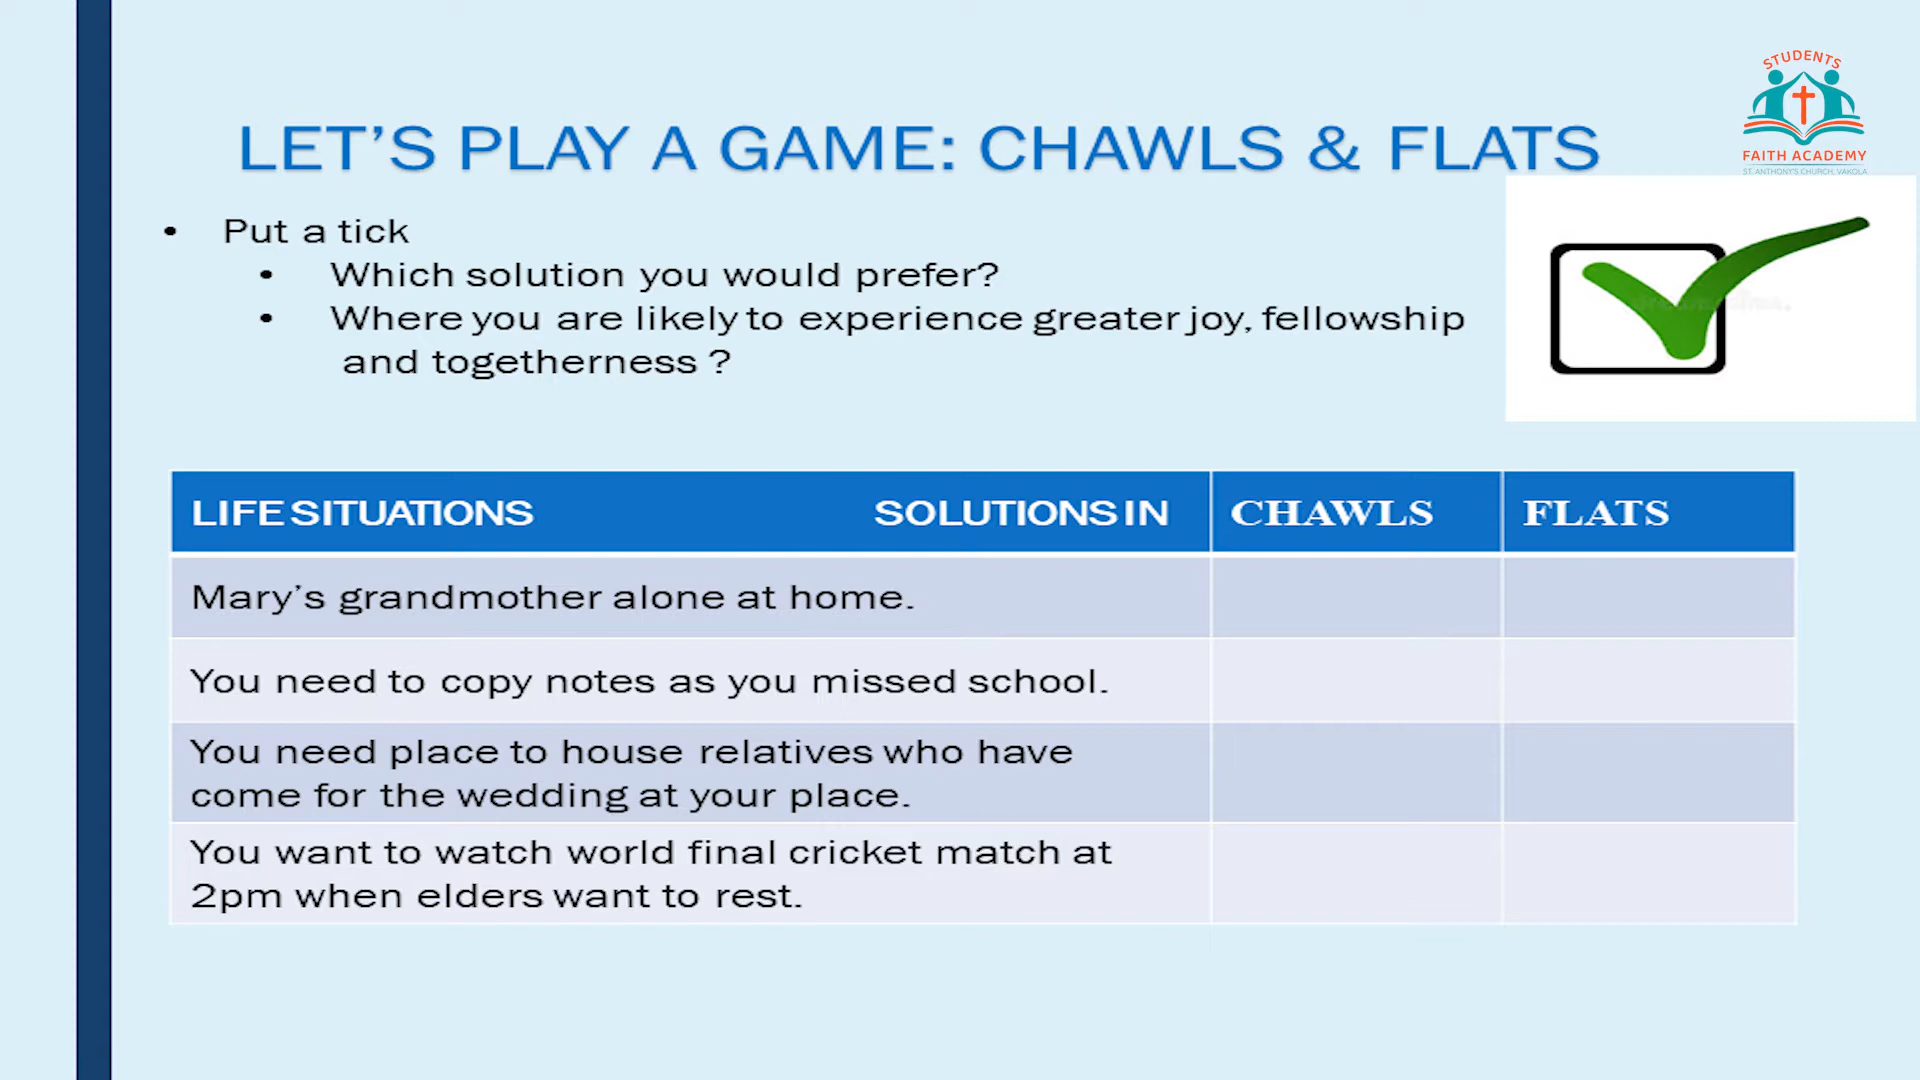 STUDENTS
FAITH ACADEMY
ST. ANTHONY'S CHURCH, VAKOLA
LET’S PLAY A GAME: CHAWLS & FLATS
• Put a tick
• Which solution you would prefer?
• Where you are likely to experience greater joy, fellowship
and togetherness ?
LIFE SITUATIONS SOLUTIONS IN CHAWLS FLATS
Mary’s grandmother alone at home.
You need to copy notes as you missed school.
You need place to house relatives who have
come for the wedding at your place.
You want to watch world final cricket match at
2pm when elders want to rest.